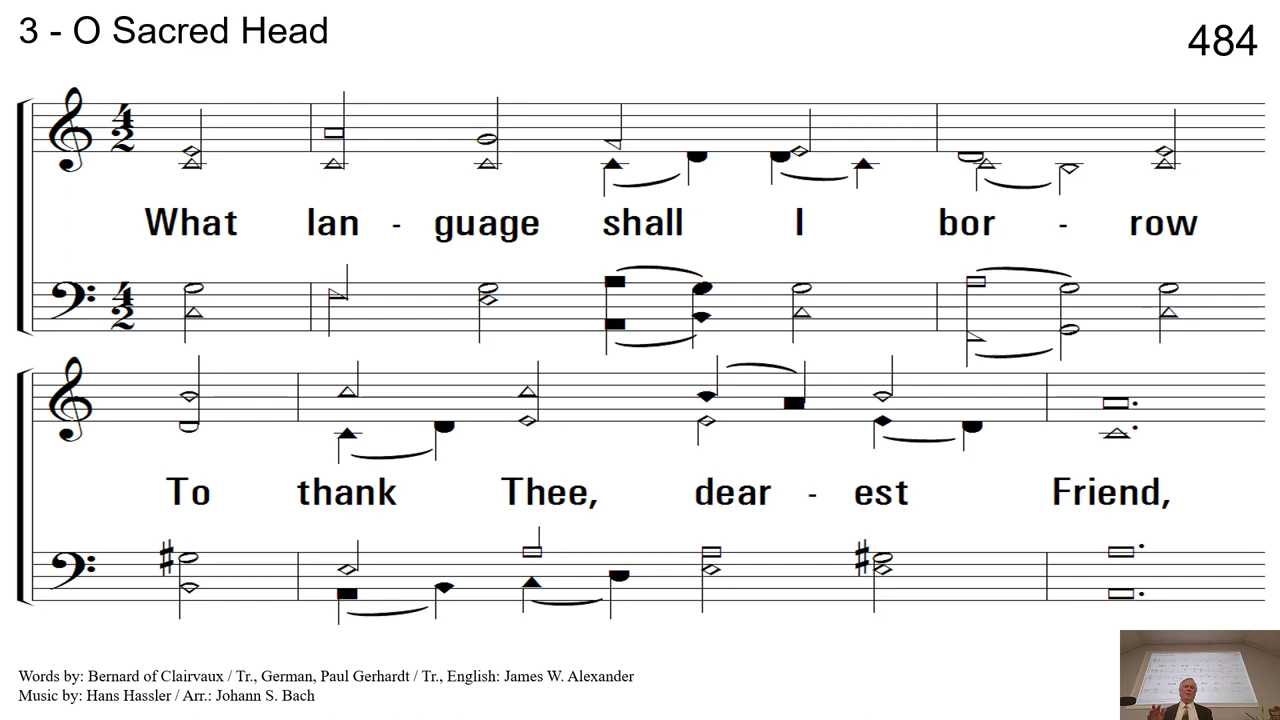 3 - O Sacred Head
484
What lan - guage shall I bor - row
To thank Thee, dear - est Friend,
Words by: Bernard of Clairvaux / Tr., German, Paul Gerhardt / Tr., English: James W. Alexander
Music by: Hans Hassler / Arr.: Johann S. Bach